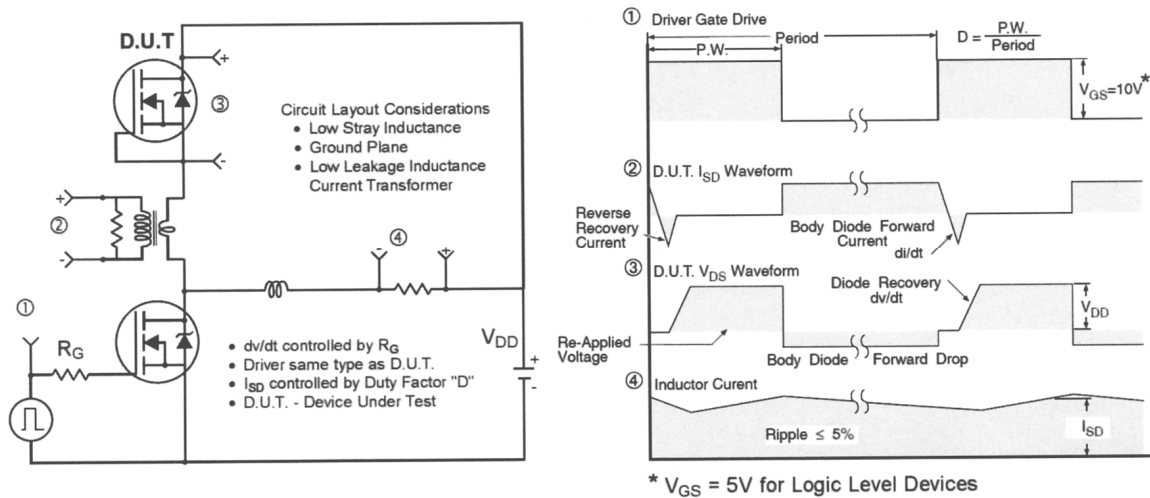 D.U.T
+
③
-
Circuit Layout Considerations
• Low Stray Inductance
• Ground Plane
• Low Leakage Inductance
Current Transformer
+
②
-
④
-
+
①
R_G
V_DD
+
-
• dv/dt controlled by R_G
• Driver same type as D.U.T.
• I_SD controlled by Duty Factor "D"
• D.U.T. - Device Under Test
① Driver Gate Drive
Period
P.W.
D = P.W. / Period
V_GS=10V *
② D.U.T. I_SD Waveform
Reverse
Recovery
Current
Body Diode Forward
Current
di/dt
③ D.U.T. V_DS Waveform
Diode Recovery
dv/dt
V_DD
Re-Applied
Voltage
Body Diode Forward Drop
④ Inductor Curent
Ripple ≤ 5%
I_SD
* V_GS = 5V for Logic Level Devices